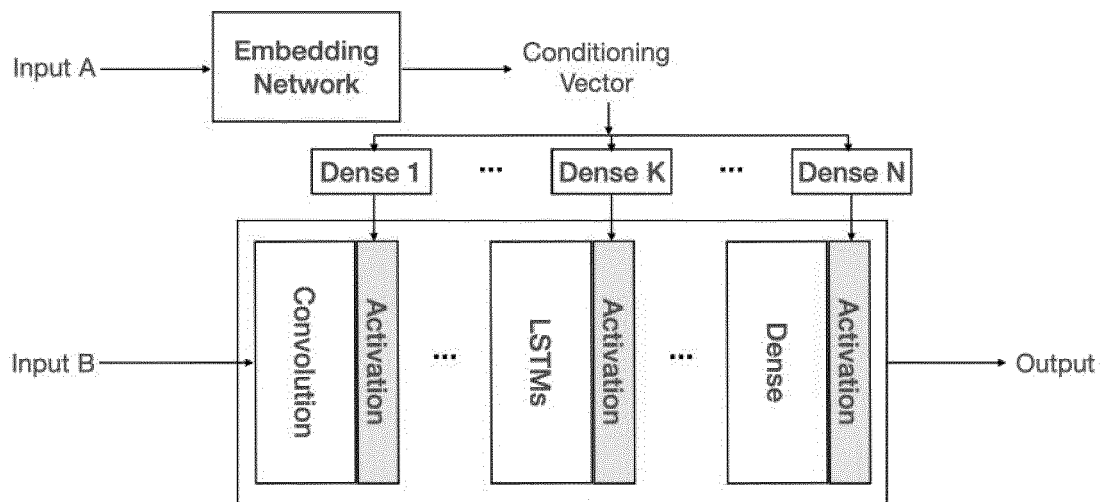 Input A
Embedding
Network
Conditioning
Vector
Dense 1
...
Dense K
...
Dense N
Input B
Convolution
Activation
...
LSTMs
Activation
...
Dense
Activation
Output